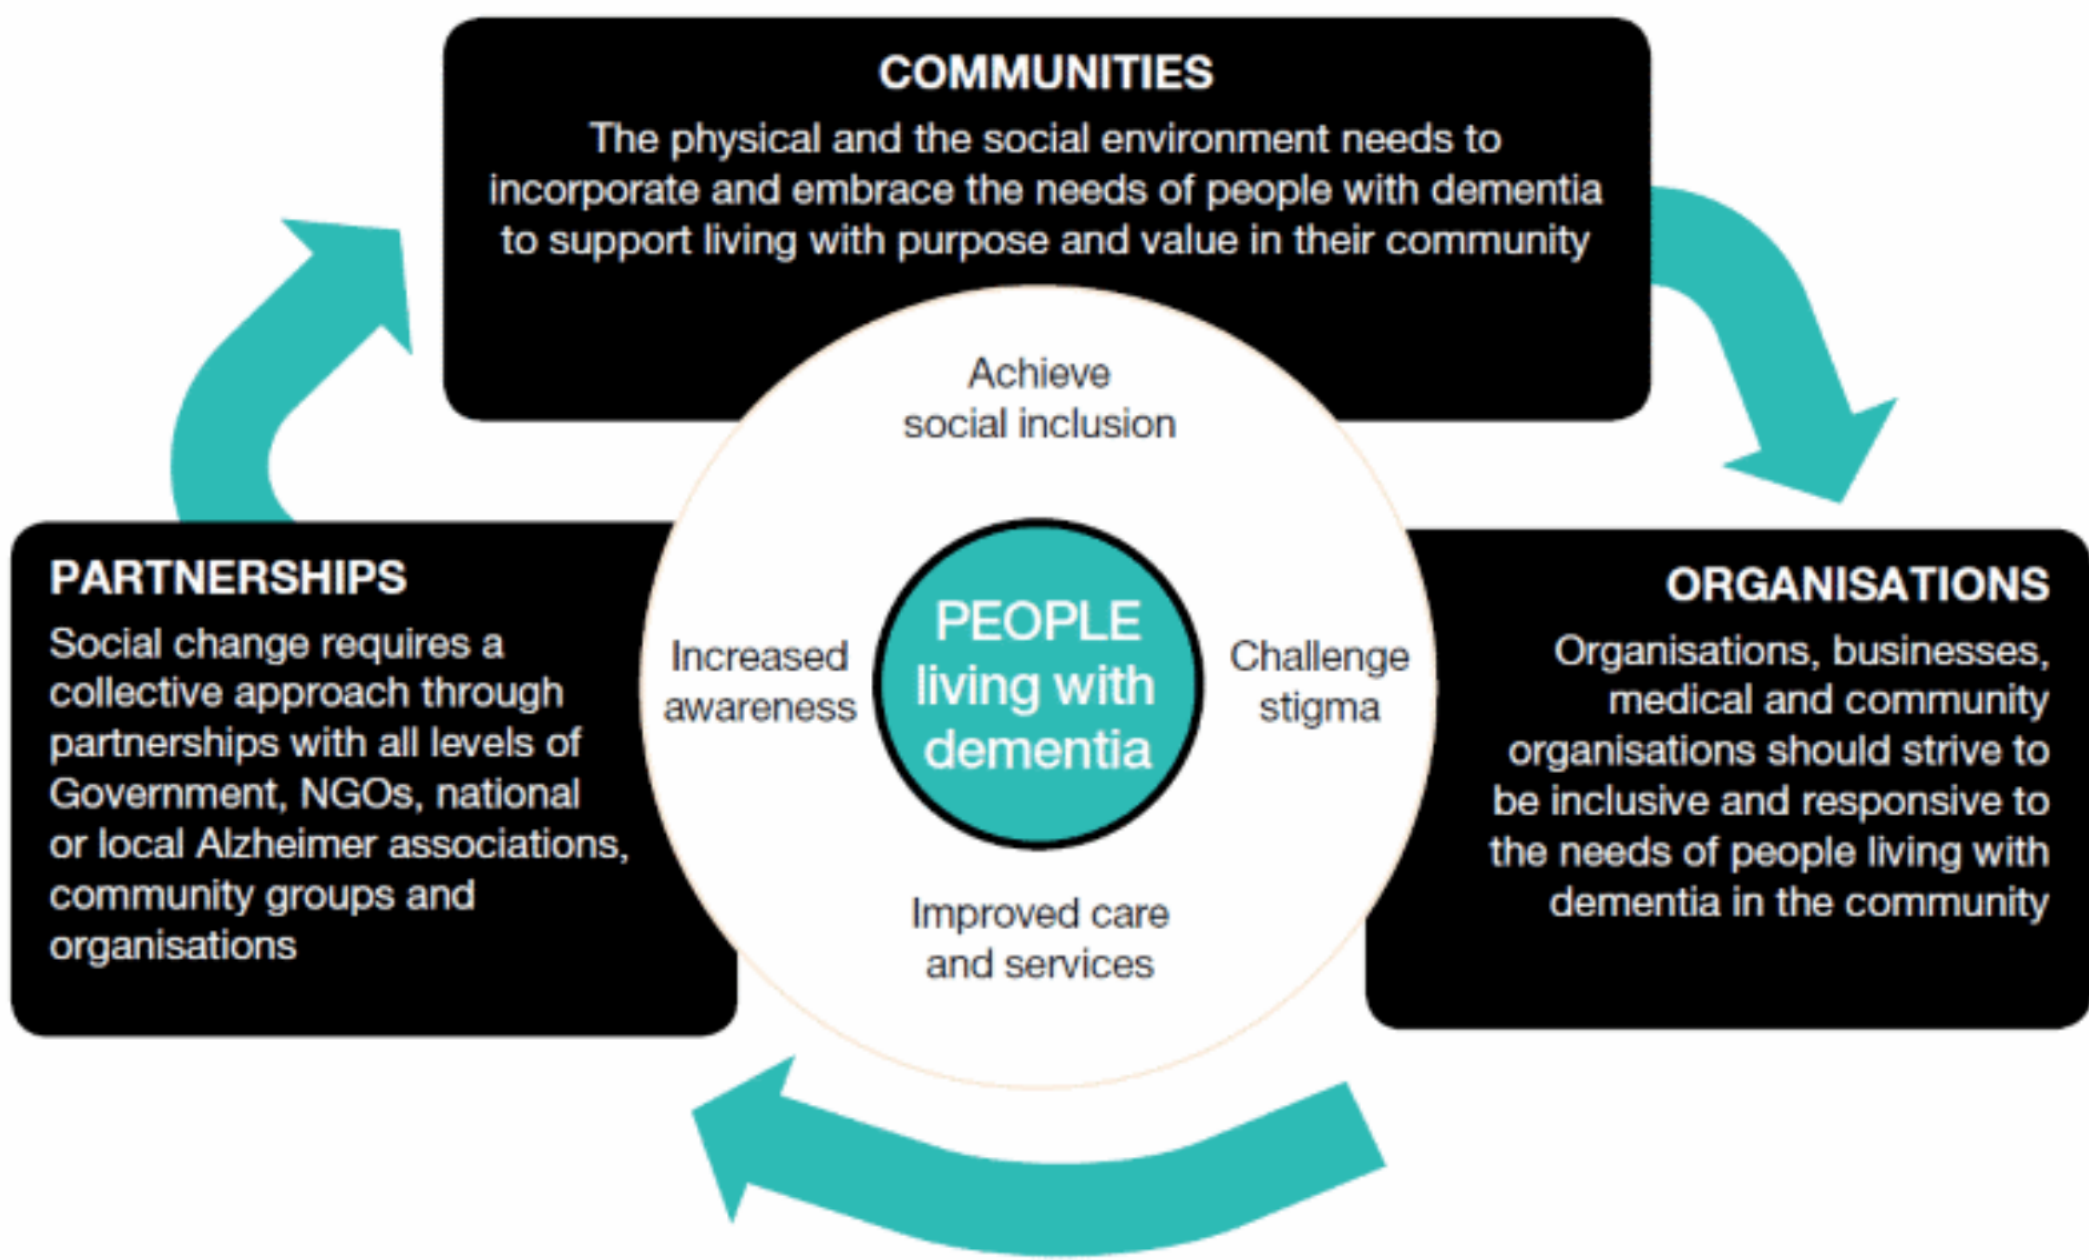 COMMUNITIES
The physical and the social environment needs to
incorporate and embrace the needs of people with dementia
to support living with purpose and value in their community
Achieve
social inclusion
PARTNERSHIPS
Social change requires a
collective approach through
partnerships with all levels of
Government, NGOs, national
or local Alzheimer associations,
community groups and
organisations
Increased
awareness
PEOPLE
living with
dementia
Challenge
stigma
Improved care
and services
ORGANISATIONS
Organisations, businesses,
medical and community
organisations should strive to
be inclusive and responsive to
the needs of people living with
dementia in the community